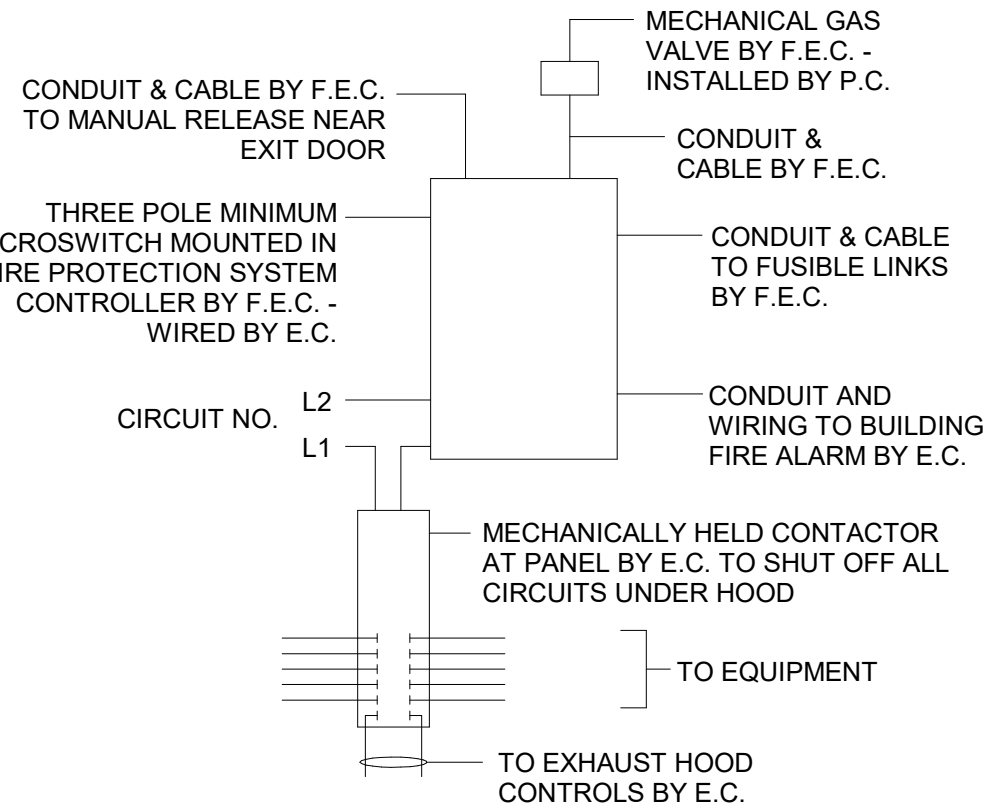 MECHANICAL GAS
VALVE BY F.E.C. -
INSTALLED BY P.C.
CONDUIT & CABLE BY F.E.C.
TO MANUAL RELEASE NEAR
EXIT DOOR
CONDUIT &
CABLE BY F.E.C.
THREE POLE MINIMUM
CROSWITCH MOUNTED IN
IRE PROTECTION SYSTEM
CONTROLLER BY F.E.C. -
WIRED BY E.C.
CONDUIT & CABLE
TO FUSIBLE LINKS
BY F.E.C.
CIRCUIT NO.
L2
L1
CONDUIT AND
WIRING TO BUILDING
FIRE ALARM BY E.C.
MECHANICALLY HELD CONTACTOR
AT PANEL BY E.C. TO SHUT OFF ALL
CIRCUITS UNDER HOOD
TO EQUIPMENT
TO EXHAUST HOOD
CONTROLS BY E.C.